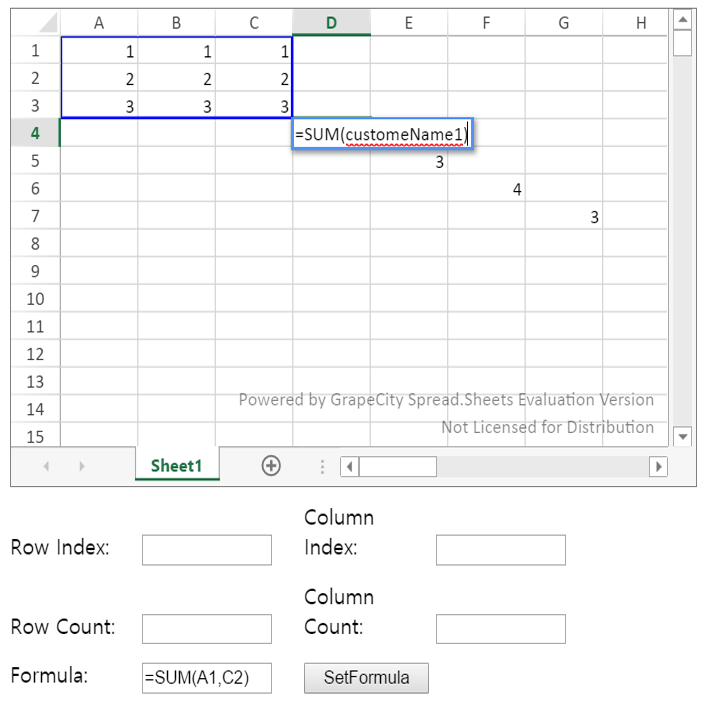 A B C D E F G H
1 1 1 1
2 2 2 2
3 3 3 3
4 =SUM(customeName1)
5 3
6 4
7 3
8
9
10
11
12
13
Powered by GrapeCity Spread.Sheets Evaluation Version
14
Not Licensed for Distribution
15
Sheet1
Row Index: Column Index:
Row Count: Column Count:
Formula: =SUM(A1,C2) SetFormula